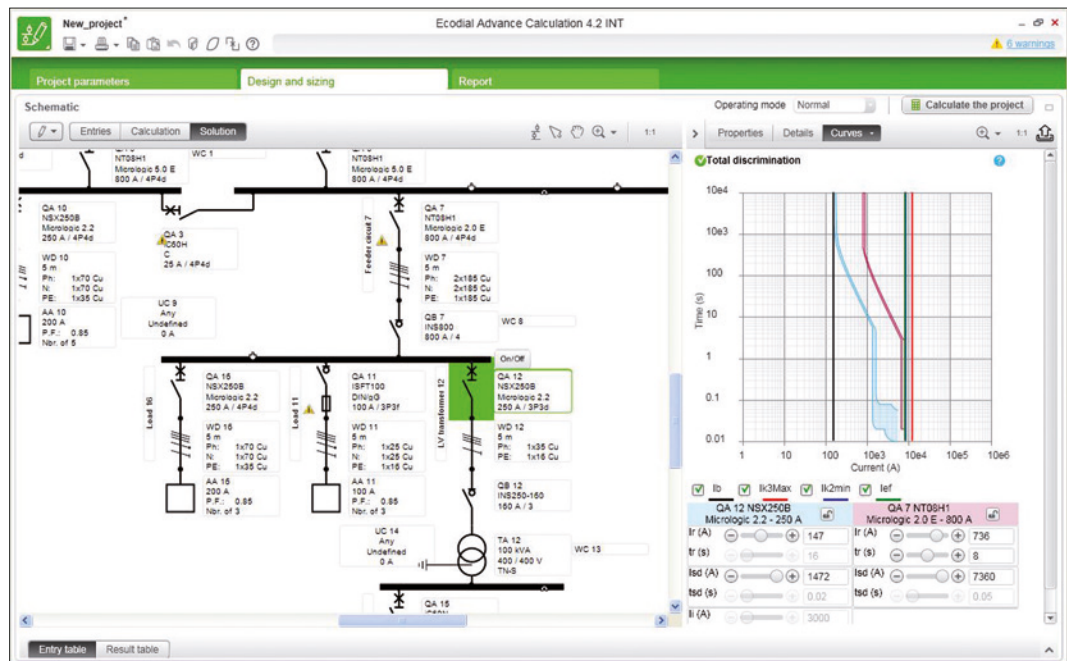 New_project*
Ecodial Advance Calculation 4.2 INT
6 warnings
Project parameters
Design and sizing
Report
Schematic
Operating mode Normal
Calculate the project
Entries
Calculation
Solution
1:1
Properties
Details
Curves
1:1
NT08H1
Micrologic 5.0 E
800 A / 4P4d
WC 1
NT08H1
Micrologic 5.0 E
800 A / 4P4d
QA 10
NSX250B
Micrologic 2.2
250 A / 4P4d
QA 3
iC60H
C
25 A / 4P4d
Feeder circuit 7
QA 7
NT08H1
Micrologic 2.0 E
800 A / 4P4d
WD 10
5 m
Ph: 1x70 Cu
N: 1x70 Cu
PE: 1x35 Cu
WD 7
5 m
Ph: 2x185 Cu
N: 2x185 Cu
PE: 1x185 Cu
AA 10
200 A
P.F.: 0.85
Nbr. of 5
UC 9
Any
Undefined
0 A
QB 7
INS800
800 A / 4
WC 8
On/Off
Load 16
QA 16
NSX250B
Micrologic 2.2
250 A / 4P4d
Load 11
QA 11
ISFT100
DIN/gG
100 A / 3P3f
LV transformer 12
QA 12
NSX250B
Micrologic 2.2
250 A / 3P3d
WD 16
5 m
Ph: 1x70 Cu
N: 1x70 Cu
PE: 1x35 Cu
WD 11
5 m
Ph: 1x25 Cu
N: 1x25 Cu
PE: 1x16 Cu
WD 12
5 m
Ph: 1x35 Cu
PE: 1x16 Cu
AA 16
200 A
P.F.: 0.85
Nbr. of 3
AA 11
100 A
P.F.: 0.85
Nbr. of 3
QB 12
INS250-160
160 A / 3
UC 14
Any
Undefined
0 A
TA 12
100 kVA
400 / 400 V
TN-S
WC 13
QA 15
Total discrimination
Time (s)
10e4
10e3
100
10
1
0.1
0.01
1
10
100
10e3
10e4
10e5
10e6
Current (A)
Ib
Ik3Max
Ik2min
Ief
QA 12 NSX250B
Micrologic 2.2 - 250 A
QA 7 NT08H1
Micrologic 2.0 E - 800 A
Ir (A) 147
Ir (A) 736
tr (s) 16
tr (s) 8
Isd (A) 1472
Isd (A) 7360
tsd (s) 0.02
tsd (s) 0.05
Ii (A) 3000
Entry table
Result table